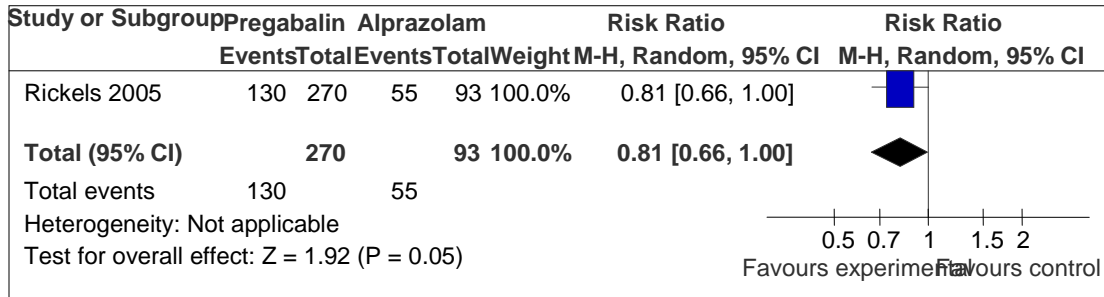 Study or Subgroup Pregabalin Alprazolam Risk Ratio Risk Ratio
Events Total Events Total Weight M-H, Random, 95% CI M-H, Random, 95% CI
Rickels 2005 130 270 55 93 100.0% 0.81 [0.66, 1.00]
Total (95% CI) 270 93 100.0% 0.81 [0.66, 1.00]
Total events 130 55
Heterogeneity: Not applicable
Test for overall effect: Z = 1.92 (P = 0.05)
0.5 0.7 1 1.5 2
Favours experimental Favours control